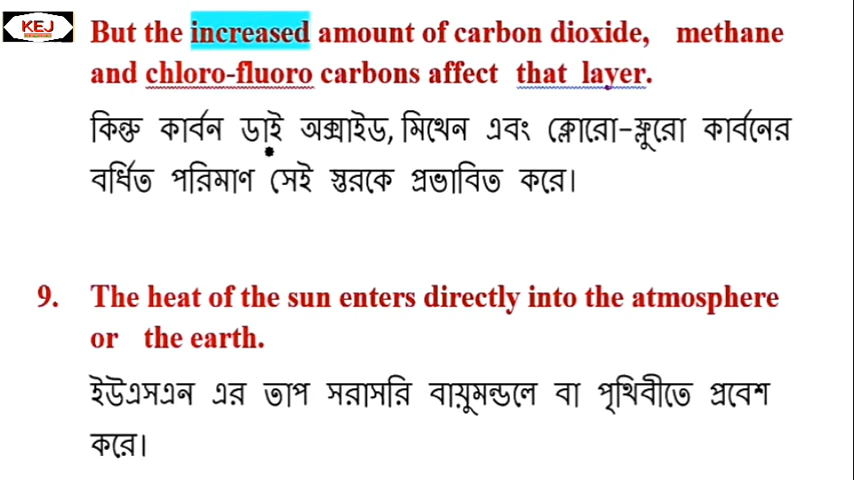 KEJ
But the increased amount of carbon dioxide, methane
and chloro-fluoro carbons affect that layer.
কিন্তু কার্বন ডাই অক্সাইড, মিথেন এবং ক্লোরো-ফ্লুরো কার্বনের
বর্ধিত পরিমাণ সেই স্তরকে প্রভাবিত করে।
9. The heat of the sun enters directly into the atmosphere
or the earth.
ইউএসএন এর তাপ সরাসরি বায়ুমন্ডলে বা পৃথিবীতে প্রবেশ
করে।